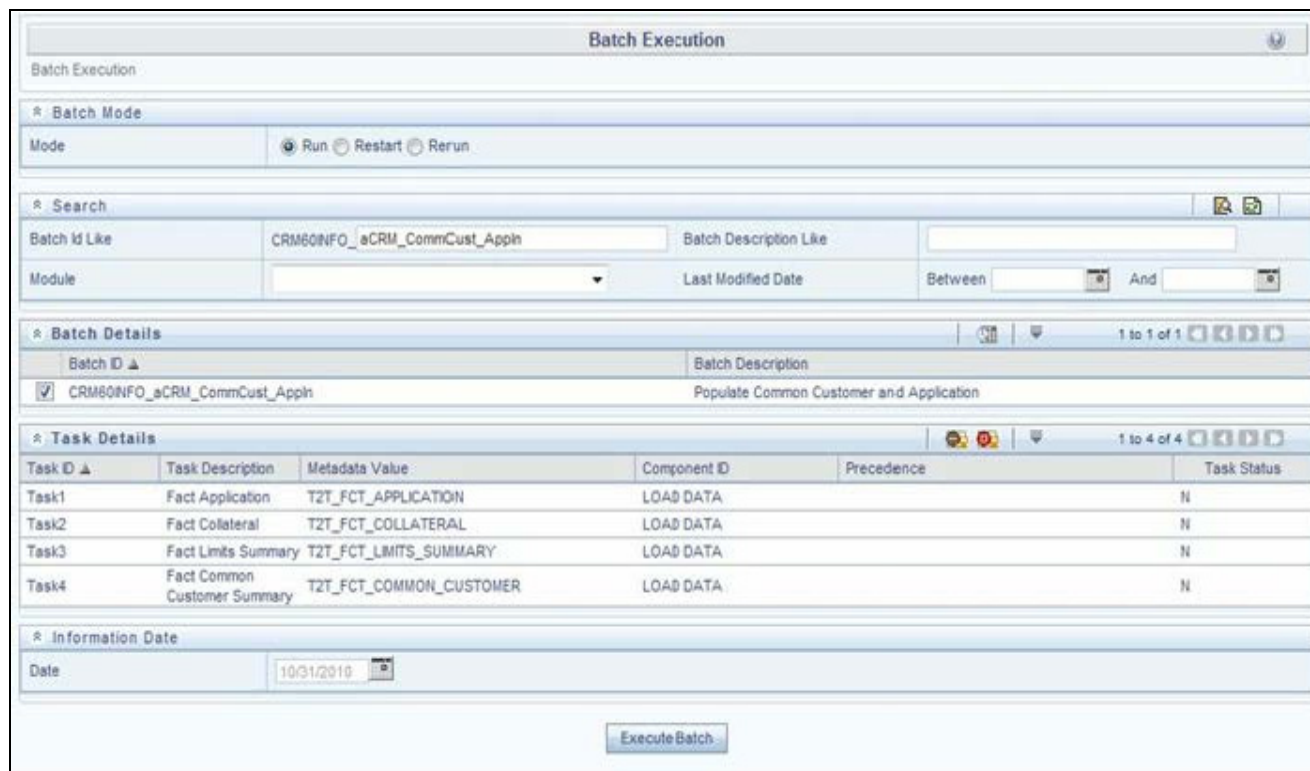 Batch Execution
Batch Execution
Batch Mode
Mode Run Restart Rerun
Search
Batch Id Like CRM60INFO_ aCRM_CommCust_Appln Batch Description Like
Module Last Modified Date Between And
Batch Details 1 to 1 of 1
Batch ID Batch Description
CRM60INFO_aCRM_CommCust_Appln Populate Common Customer and Application
Task Details 1 to 4 of 4
Task ID Task Description Metadata Value Component ID Precedence Task Status
Task1 Fact Application T2T_FCT_APPLICATION LOAD DATA N
Task2 Fact Collateral T2T_FCT_COLLATERAL LOAD DATA N
Task3 Fact Limits Summary T2T_FCT_LIMITS_SUMMARY LOAD DATA N
Task4 Fact Common Customer Summary T2T_FCT_COMMON_CUSTOMER LOAD DATA N
Information Date
Date 10/31/2010
Execute Batch